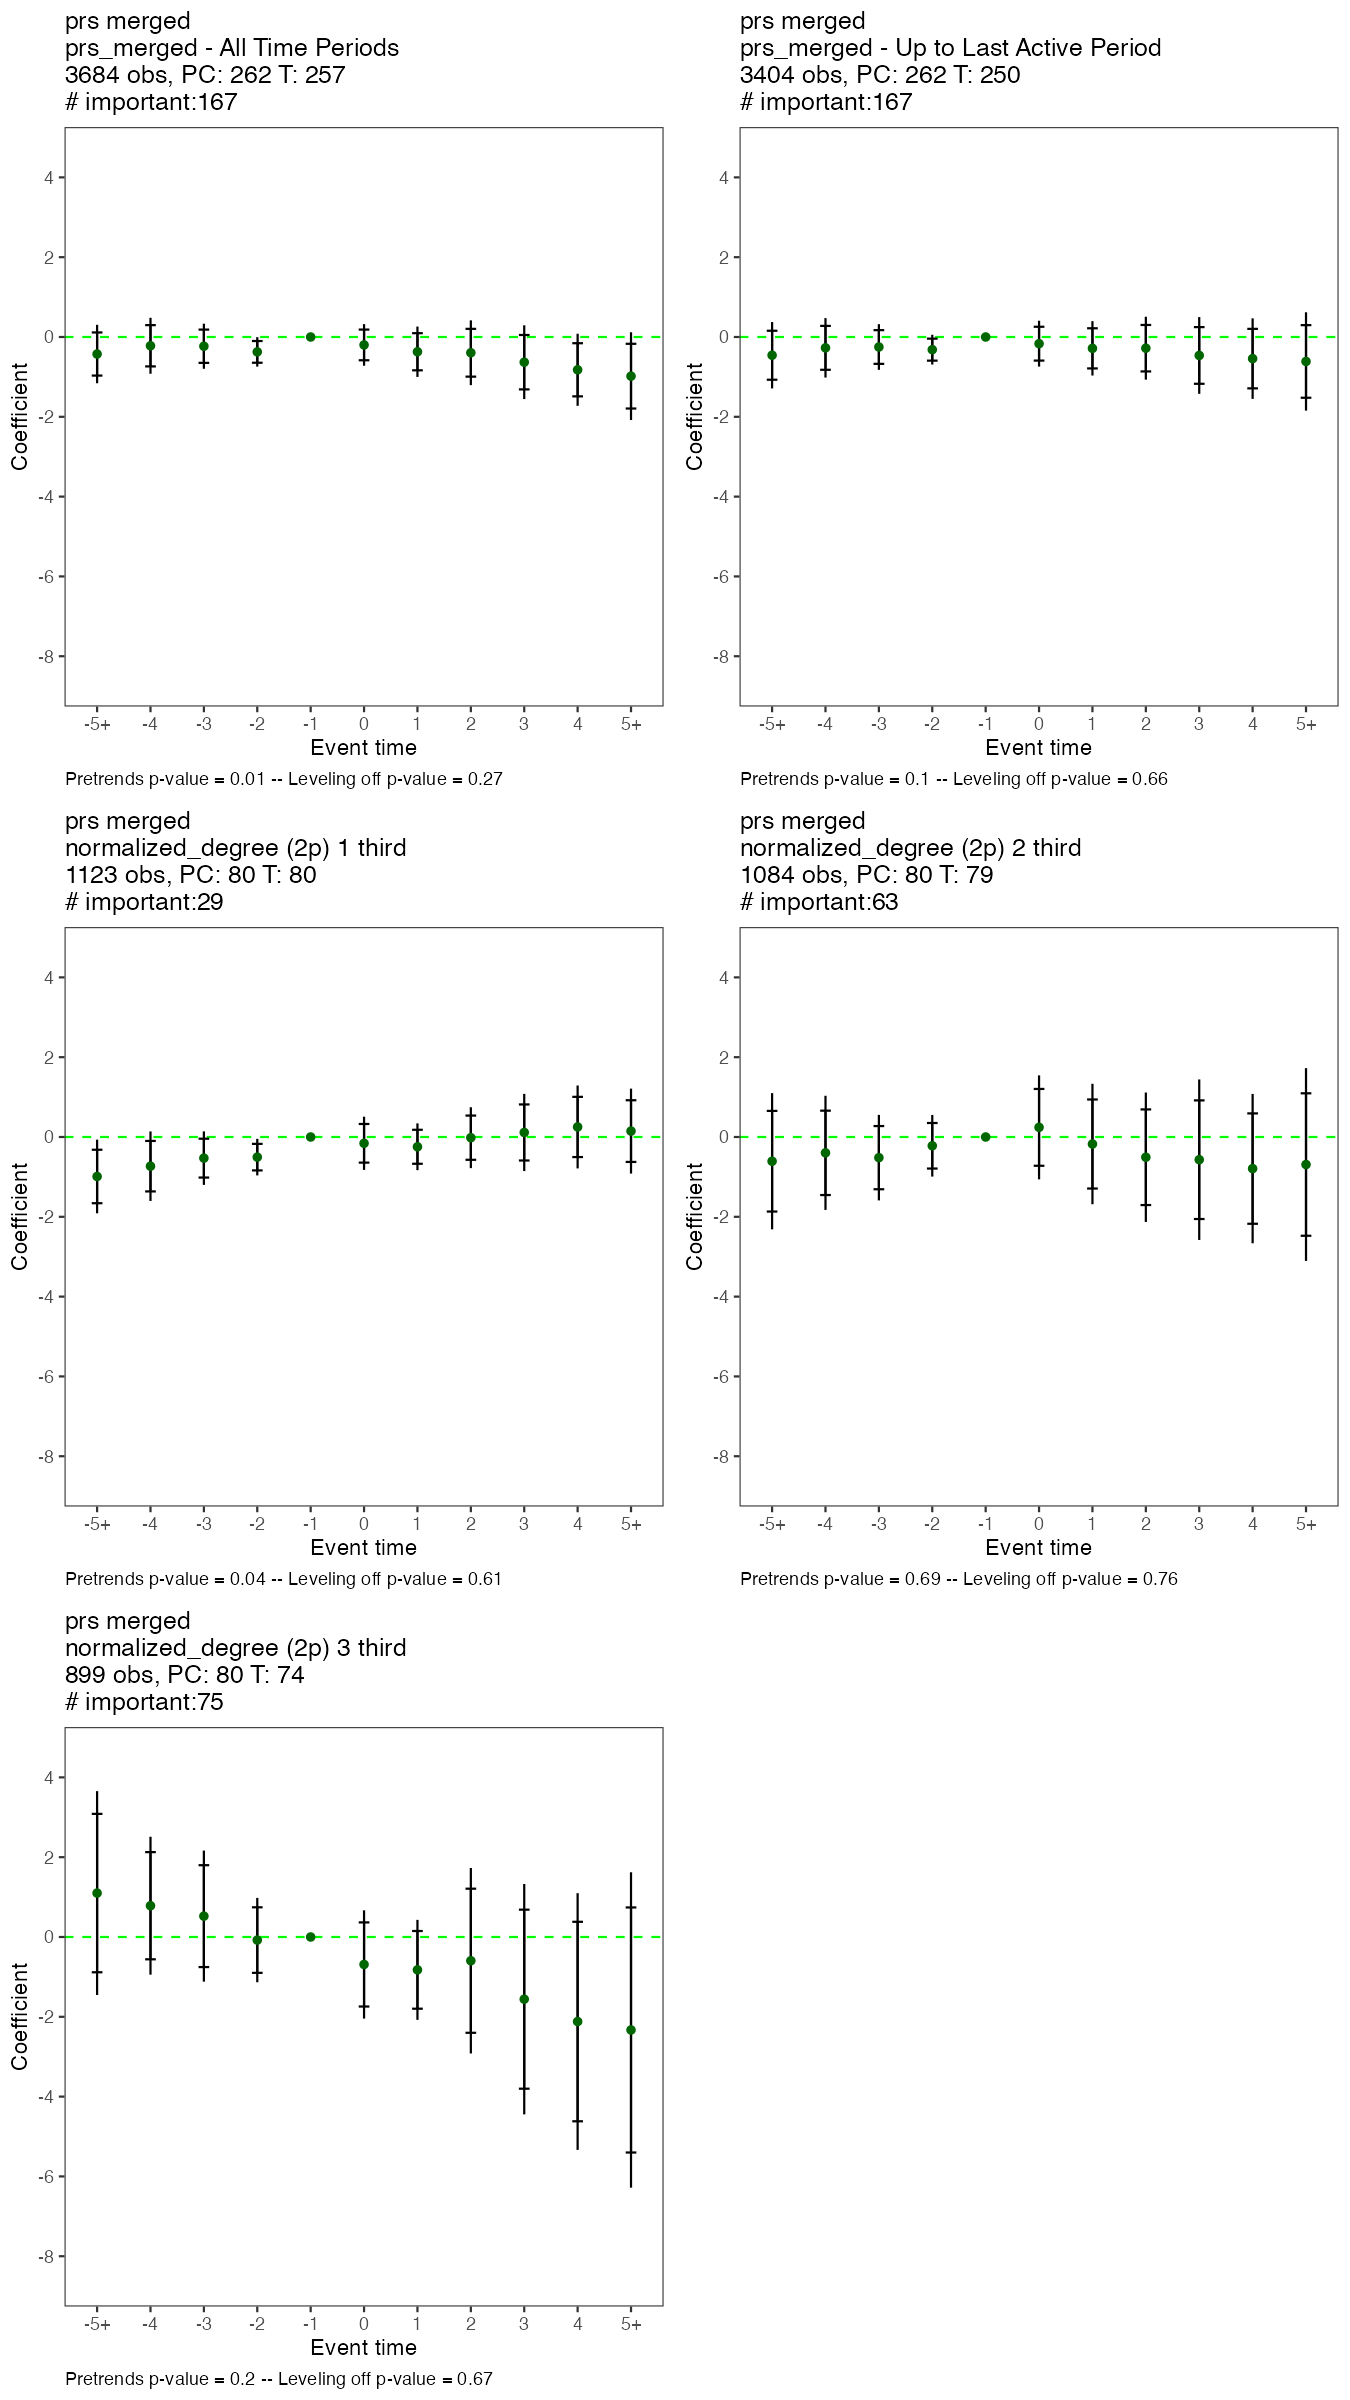 prs merged
prs_merged - All Time Periods
3684 obs, PC: 262 T: 257
# important:167
4
2
0
-2
-4
-6
-8
Coefficient
-5+ -4 -3 -2 -1 0 1 2 3 4 5+
Event time
Pretrends p-value = 0.01 -- Leveling off p-value = 0.27
prs merged
prs_merged - Up to Last Active Period
3404 obs, PC: 262 T: 250
# important:167
4
2
0
-2
-4
-6
-8
Coefficient
-5+ -4 -3 -2 -1 0 1 2 3 4 5+
Event time
Pretrends p-value = 0.1 -- Leveling off p-value = 0.66
prs merged
normalized_degree (2p) 1 third
1123 obs, PC: 80 T: 80
# important:29
4
2
0
-2
-4
-6
-8
Coefficient
-5+ -4 -3 -2 -1 0 1 2 3 4 5+
Event time
Pretrends p-value = 0.04 -- Leveling off p-value = 0.61
prs merged
normalized_degree (2p) 2 third
1084 obs, PC: 80 T: 79
# important:63
4
2
0
-2
-4
-6
-8
Coefficient
-5+ -4 -3 -2 -1 0 1 2 3 4 5+
Event time
Pretrends p-value = 0.69 -- Leveling off p-value = 0.76
prs merged
normalized_degree (2p) 3 third
899 obs, PC: 80 T: 74
# important:75
4
2
0
-2
-4
-6
-8
Coefficient
-5+ -4 -3 -2 -1 0 1 2 3 4 5+
Event time
Pretrends p-value = 0.2 -- Leveling off p-value = 0.67